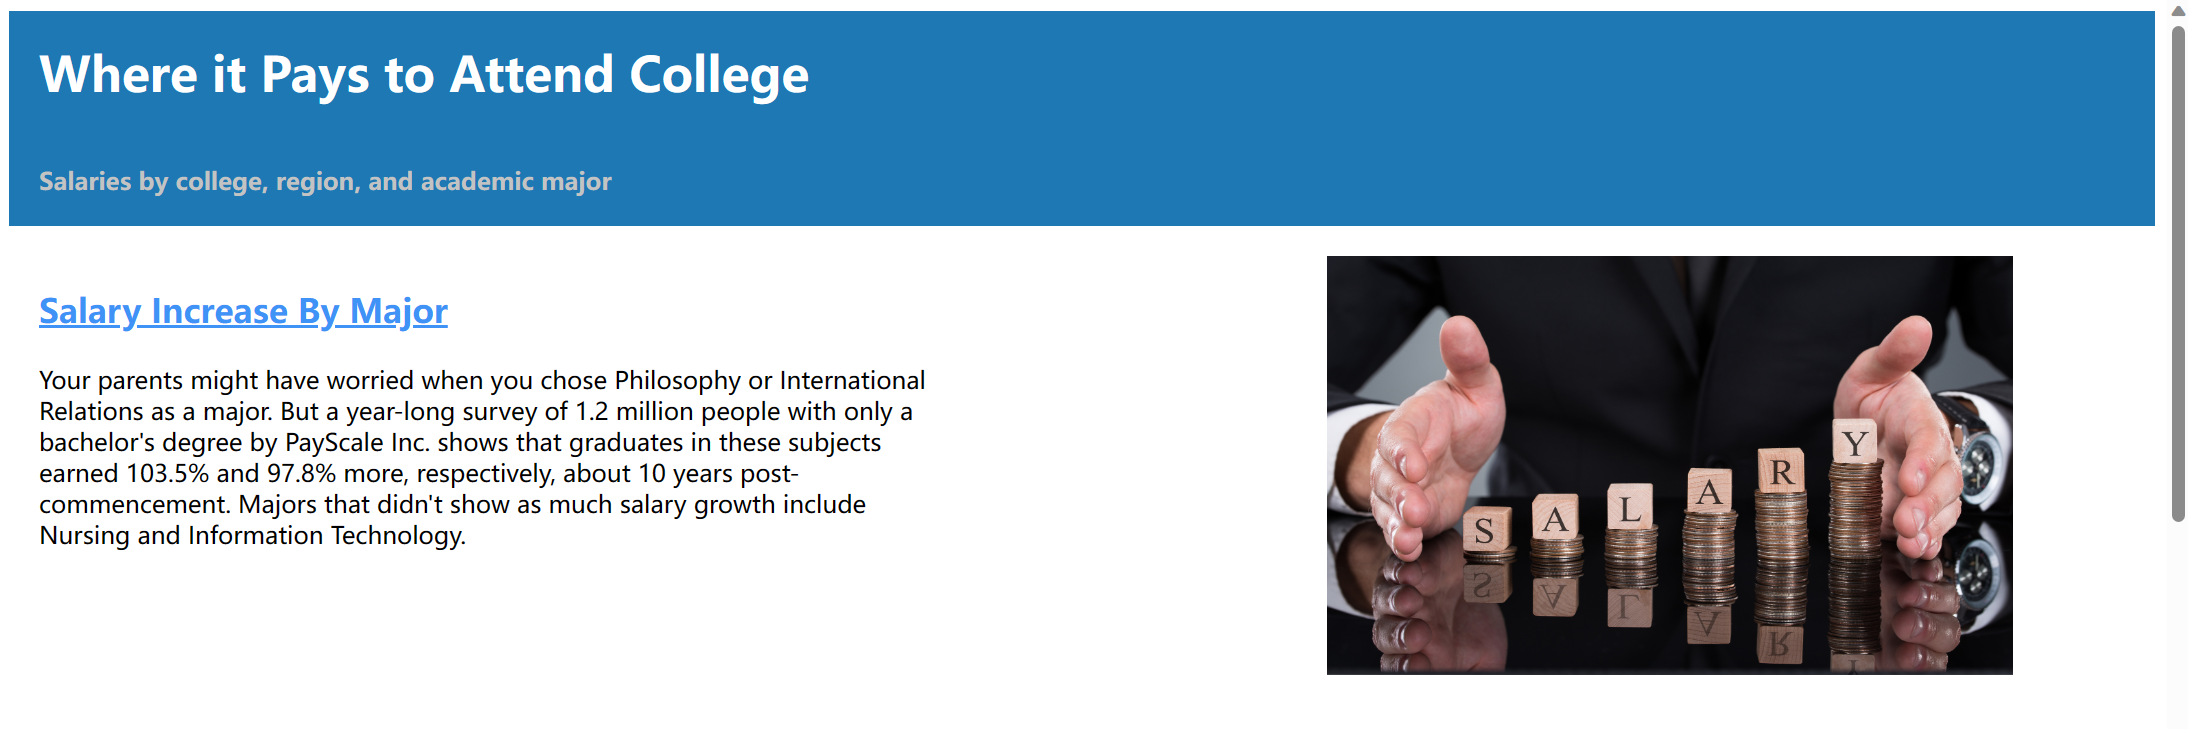 Where it Pays to Attend College
Salaries by college, region, and academic major
Salary Increase By Major
Your parents might have worried when you chose Philosophy or International
Relations as a major. But a year-long survey of 1.2 million people with only a
bachelor's degree by PayScale Inc. shows that graduates in these subjects
earned 103.5% and 97.8% more, respectively, about 10 years post-
commencement. Majors that didn't show as much salary growth include
Nursing and Information Technology.
S A L A R Y